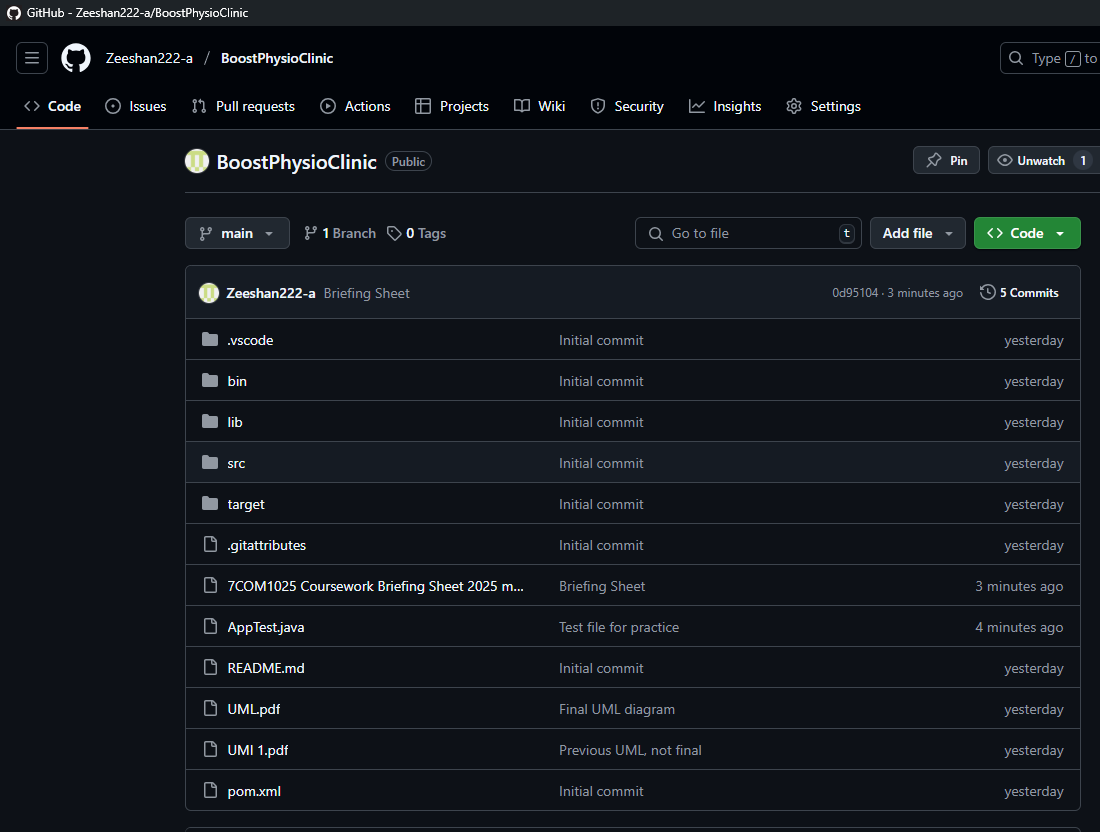 GitHub - Zeeshan222-a/BoostPhysioClinic
Zeeshan222-a / BoostPhysioClinic
Type / to
Code Issues Pull requests Actions Projects Wiki Security Insights Settings
BoostPhysioClinic Public Pin Unwatch 1
main 1 Branch 0 Tags Go to file t Add file Code
Zeeshan222-a Briefing Sheet 0d95104 · 3 minutes ago 5 Commits
.vscode Initial commit yesterday
bin Initial commit yesterday
lib Initial commit yesterday
src Initial commit yesterday
target Initial commit yesterday
.gitattributes Initial commit yesterday
7COM1025 Coursework Briefing Sheet 2025 m... Briefing Sheet 3 minutes ago
AppTest.java Test file for practice 4 minutes ago
README.md Initial commit yesterday
UML.pdf Final UML diagram yesterday
UMl 1.pdf Previous UML, not final yesterday
pom.xml Initial commit yesterday